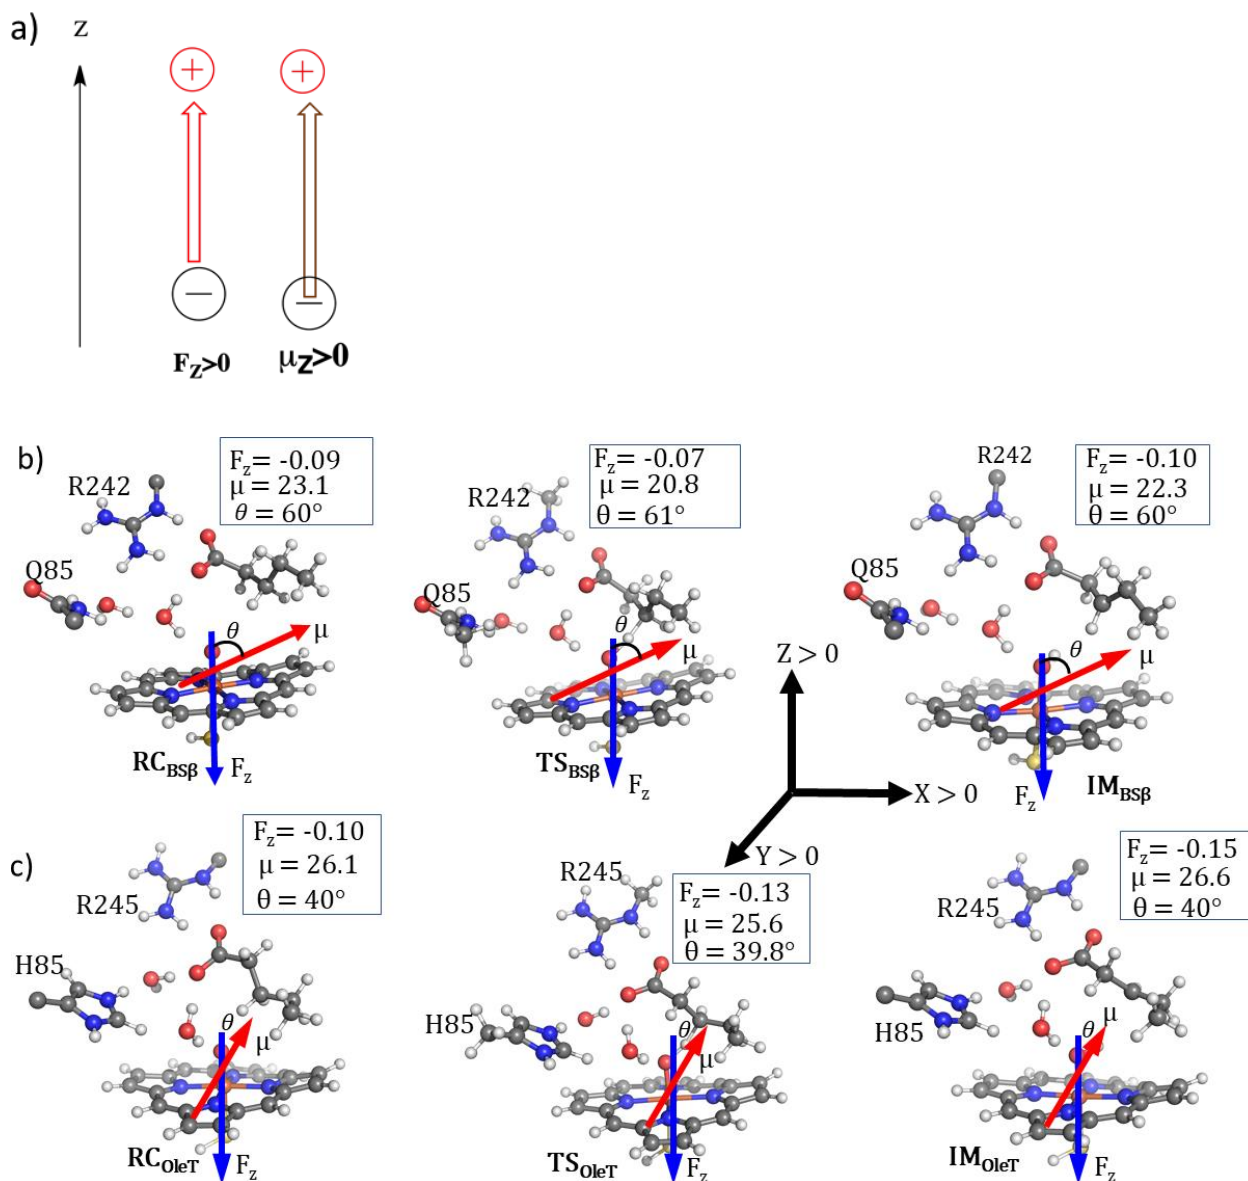 a)
z
+
+
−
−
F_Z>0
μ_Z>0
b)
R242
Q85
F_z= -0.09
μ = 23.1
θ = 60°
θ
μ
RC_BSβ
F_z
R242
Q85
F_z= -0.07
μ = 20.8
θ = 61°
θ
μ
TS_BSβ
F_z
R242
Q85
F_z= -0.10
μ = 22.3
θ = 60°
θ
μ
F_z
IM_BSβ
Z > 0
X > 0
Y > 0
c)
R245
H85
F_z= -0.10
μ = 26.1
θ = 40°
θ
μ
RC_OleT
F_z
R245
H85
F_z= -0.13
μ = 25.6
θ = 39.8°
θ
μ
TS_OleT
F_z
R245
H85
F_z= -0.15
μ = 26.6
θ = 40°
θ
μ
IM_OleT
F_z